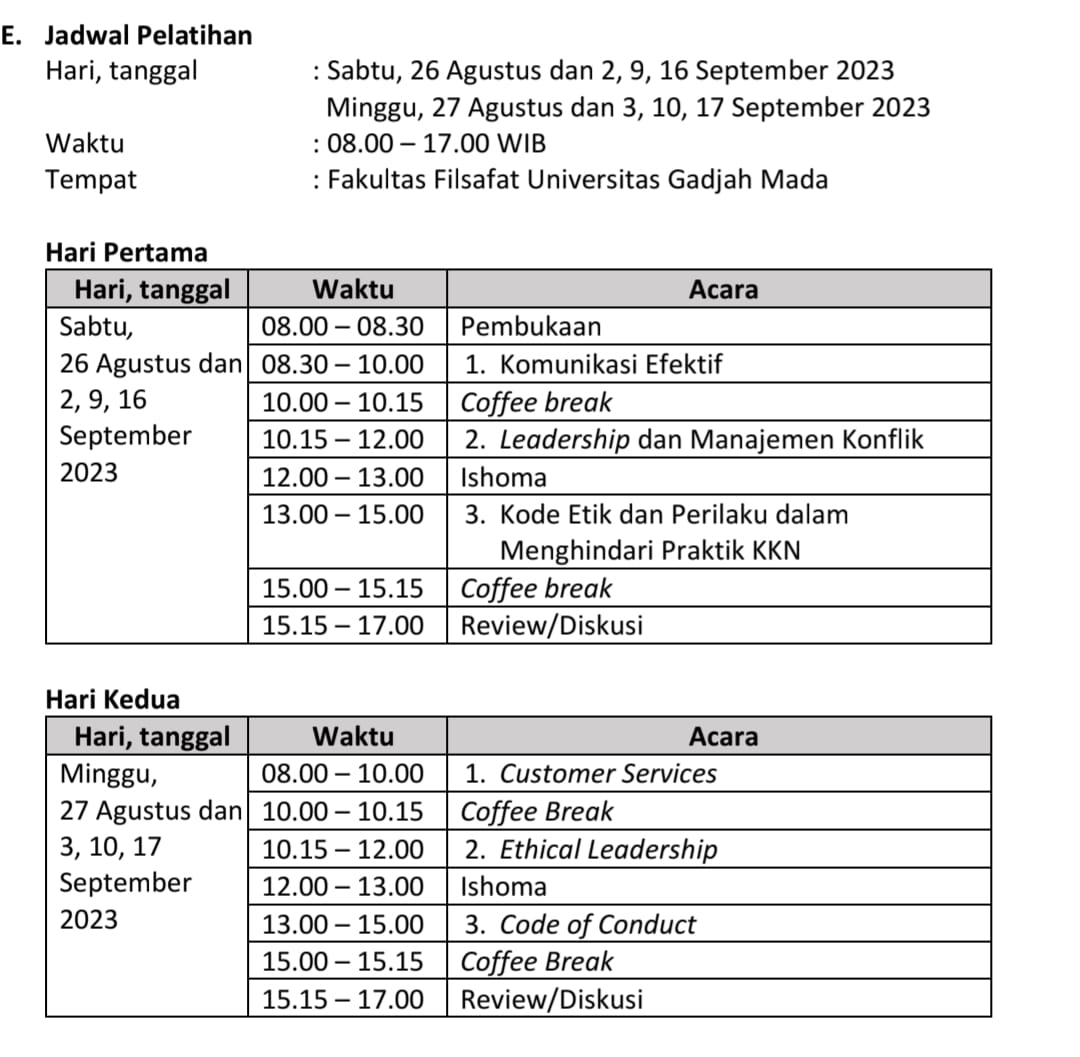 E. Jadwal Pelatihan
Hari, tanggal : Sabtu, 26 Agustus dan 2, 9, 16 September 2023
Minggu, 27 Agustus dan 3, 10, 17 September 2023
Waktu : 08.00 – 17.00 WIB
Tempat : Fakultas Filsafat Universitas Gadjah Mada
Hari Pertama
Hari, tanggal Waktu Acara
Sabtu, 08.00 – 08.30 Pembukaan
26 Agustus dan 08.30 – 10.00 1. Komunikasi Efektif
2, 9, 16 10.00 – 10.15 Coffee break
September 10.15 – 12.00 2. Leadership dan Manajemen Konflik
2023 12.00 – 13.00 Ishoma
13.00 – 15.00 3. Kode Etik dan Perilaku dalam
Menghindari Praktik KKN
15.00 – 15.15 Coffee break
15.15 – 17.00 Review/Diskusi
Hari Kedua
Hari, tanggal Waktu Acara
Minggu, 08.00 – 10.00 1. Customer Services
27 Agustus dan 10.00 – 10.15 Coffee Break
3, 10, 17 10.15 – 12.00 2. Ethical Leadership
September 12.00 – 13.00 Ishoma
2023 13.00 – 15.00 3. Code of Conduct
15.00 – 15.15 Coffee Break
15.15 – 17.00 Review/Diskusi